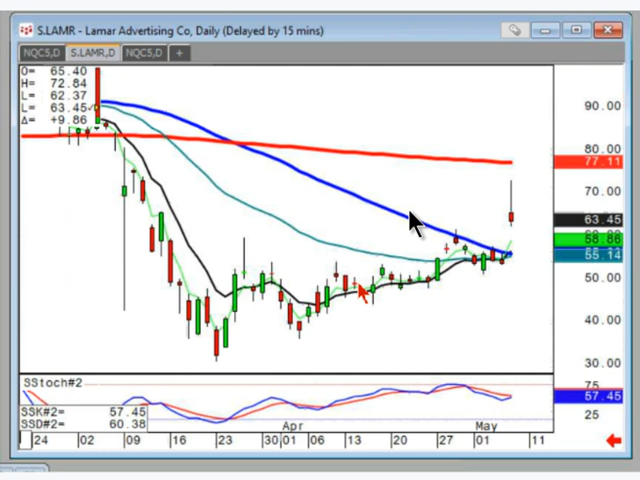 S.LAMR - Lamar Advertising Co, Daily (Delayed by 15 mins)
NQC5,D S.LAMR,D NQC5,D +
O= 65.40
H= 72.84
L= 62.37
L= 63.45
Δ= +9.86
90.00
80.00
77.11
70.00
63.45
58.86
55.14
50.00
40.00
30.00
SStoch#2
75
57.45
25
SSK#2= 57.45
SSD#2= 60.38
Apr May
24 02 09 16 23 30 01 06 13 20 27 01 11